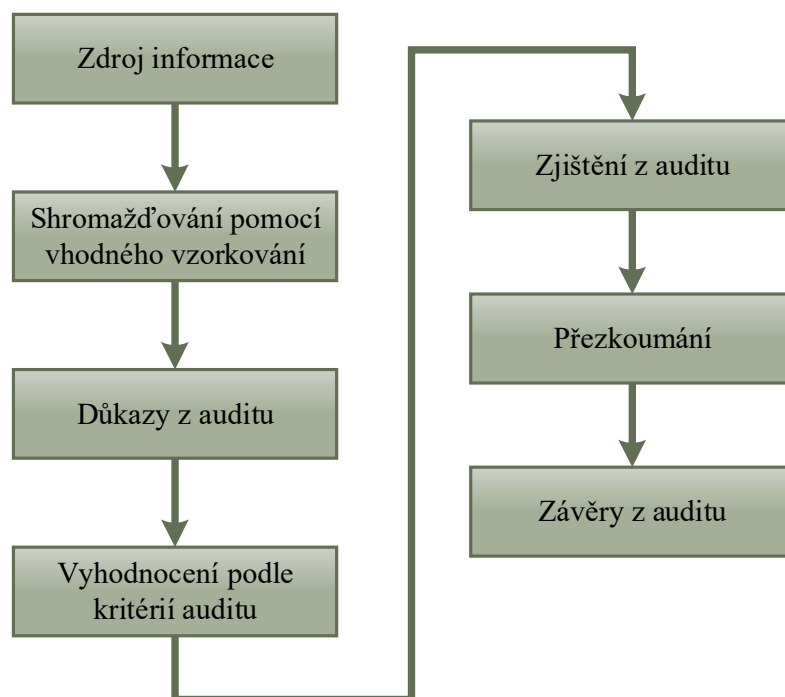 Zdroj informace
Shromažďování pomocí
vhodného vzorkování
Důkazy z auditu
Vyhodnocení podle
kritérií auditu
Zjištění z auditu
Přezkoumání
Závěry z auditu